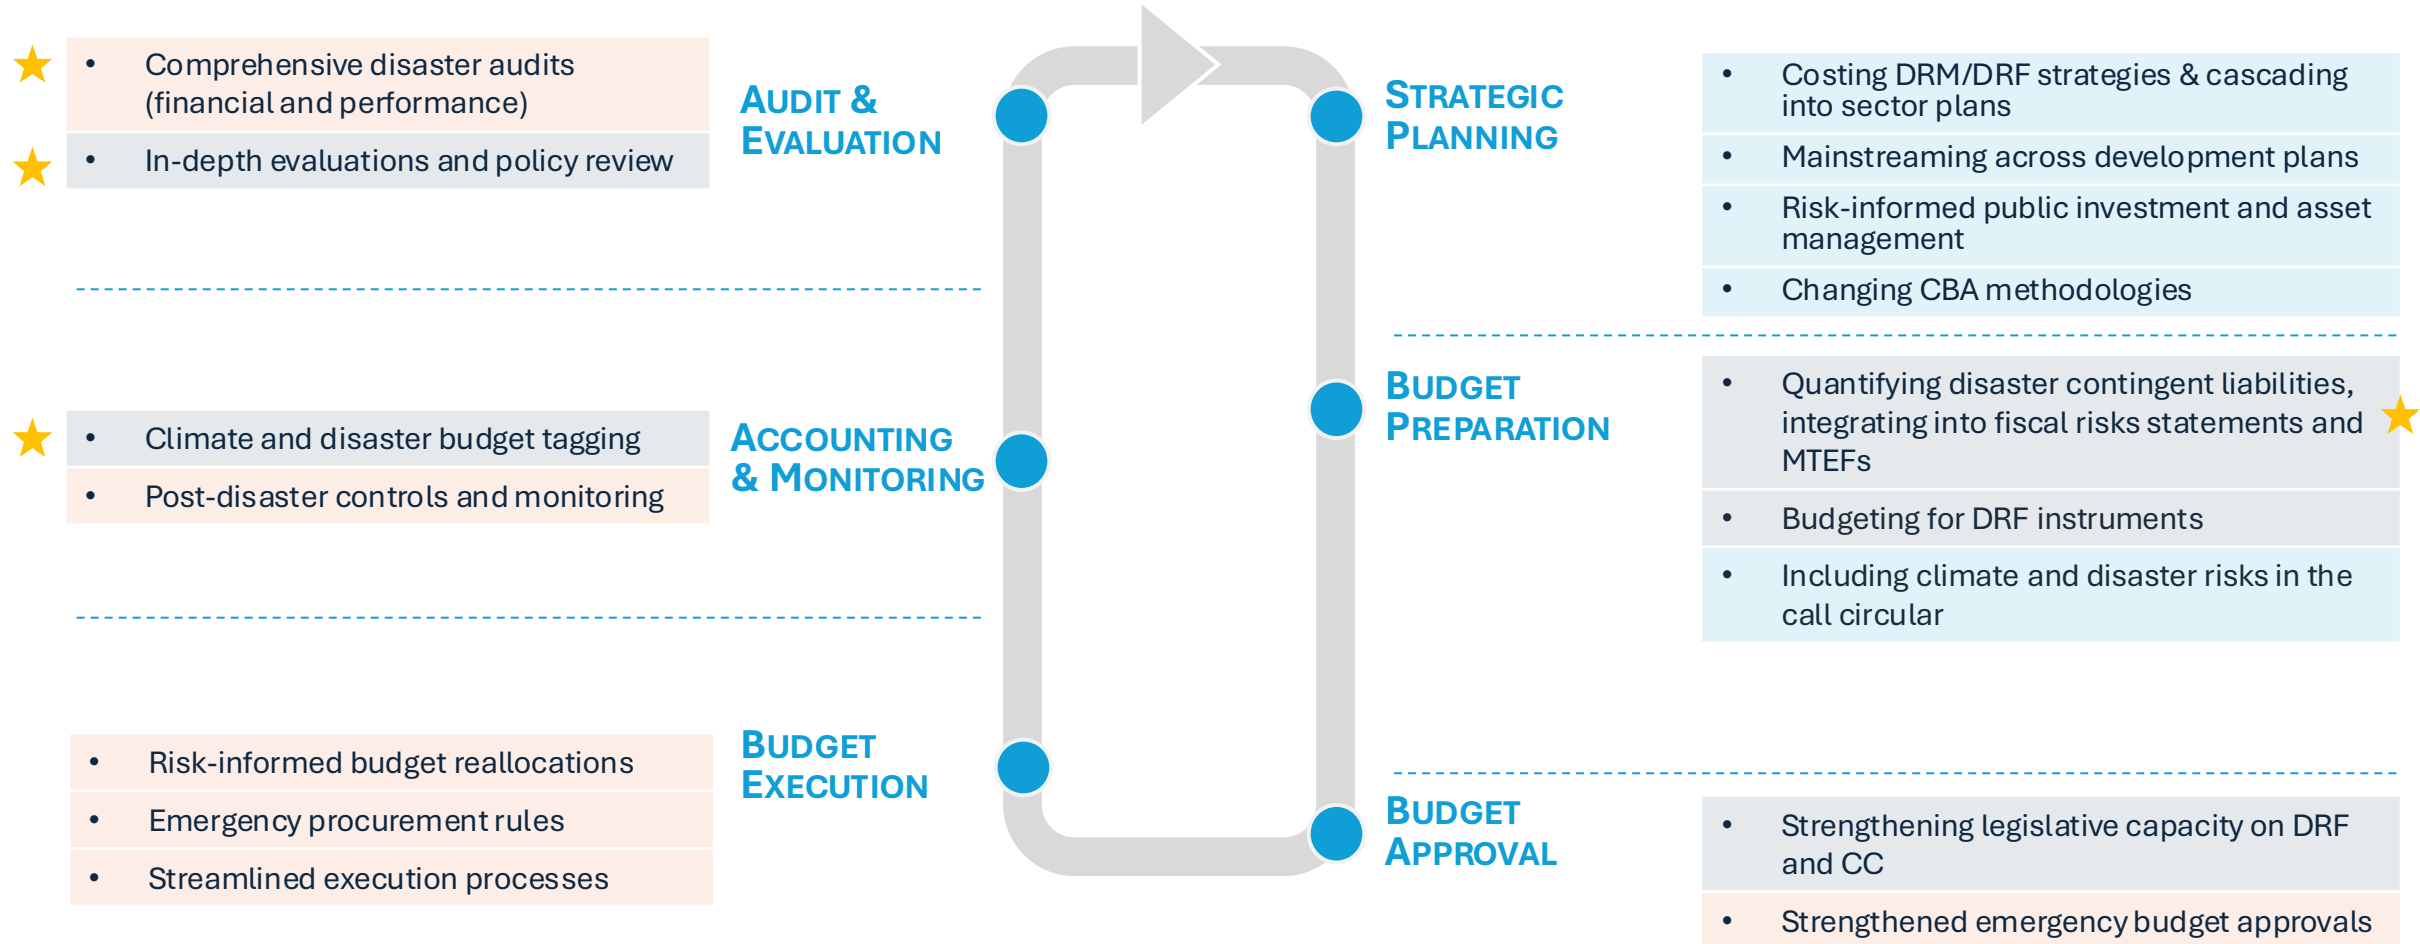 • Comprehensive disaster audits
(financial and performance)
• In-depth evaluations and policy review
AUDIT &
EVALUATION
• Climate and disaster budget tagging
• Post-disaster controls and monitoring
ACCOUNTING
& MONITORING
• Risk-informed budget reallocations
• Emergency procurement rules
• Streamlined execution processes
BUDGET
EXECUTION
STRATEGIC
PLANNING
• Costing DRM/DRF strategies & cascading
into sector plans
• Mainstreaming across development plans
• Risk-informed public investment and asset
management
• Changing CBA methodologies
BUDGET
PREPARATION
• Quantifying disaster contingent liabilities,
integrating into fiscal risks statements and
MTEFs
• Budgeting for DRF instruments
• Including climate and disaster risks in the
call circular
BUDGET
APPROVAL
• Strengthening legislative capacity on DRF
and CC
• Strengthened emergency budget approvals